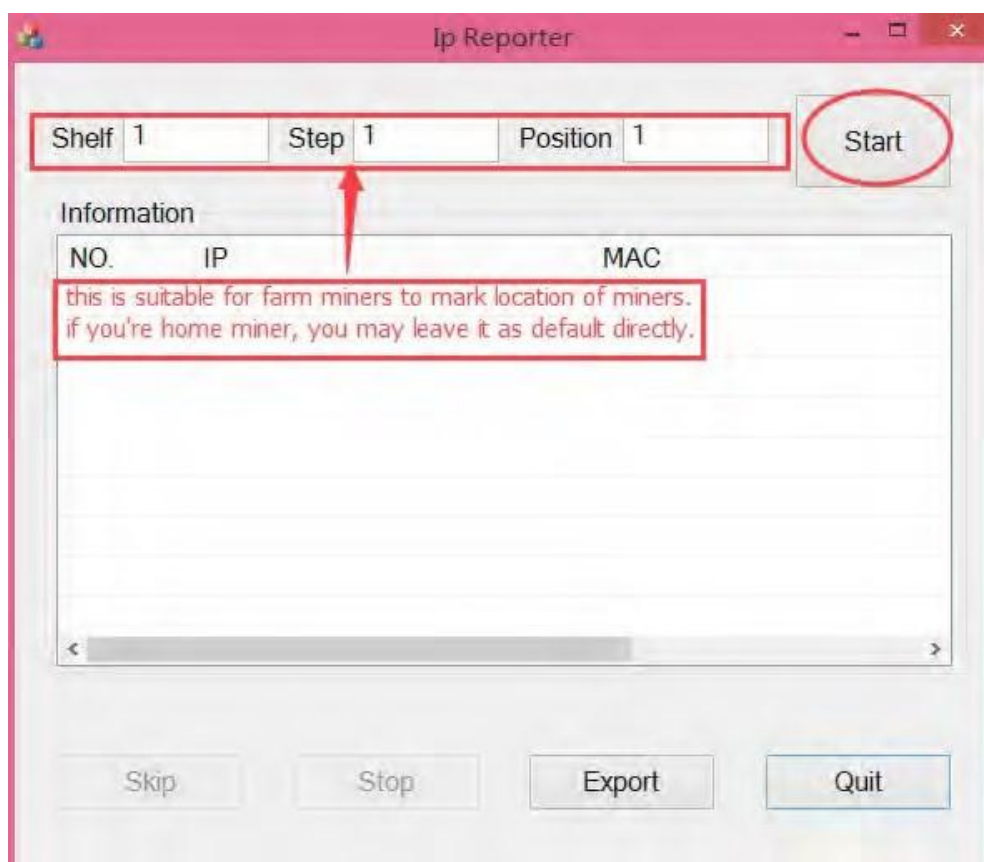 Ip Reporter
Shelf 1 Step 1 Position 1 Start
Information
NO. IP MAC
this is suitable for farm miners to mark location of miners.
if you're home miner, you may leave it as default directly.
Skip Stop Export Quit